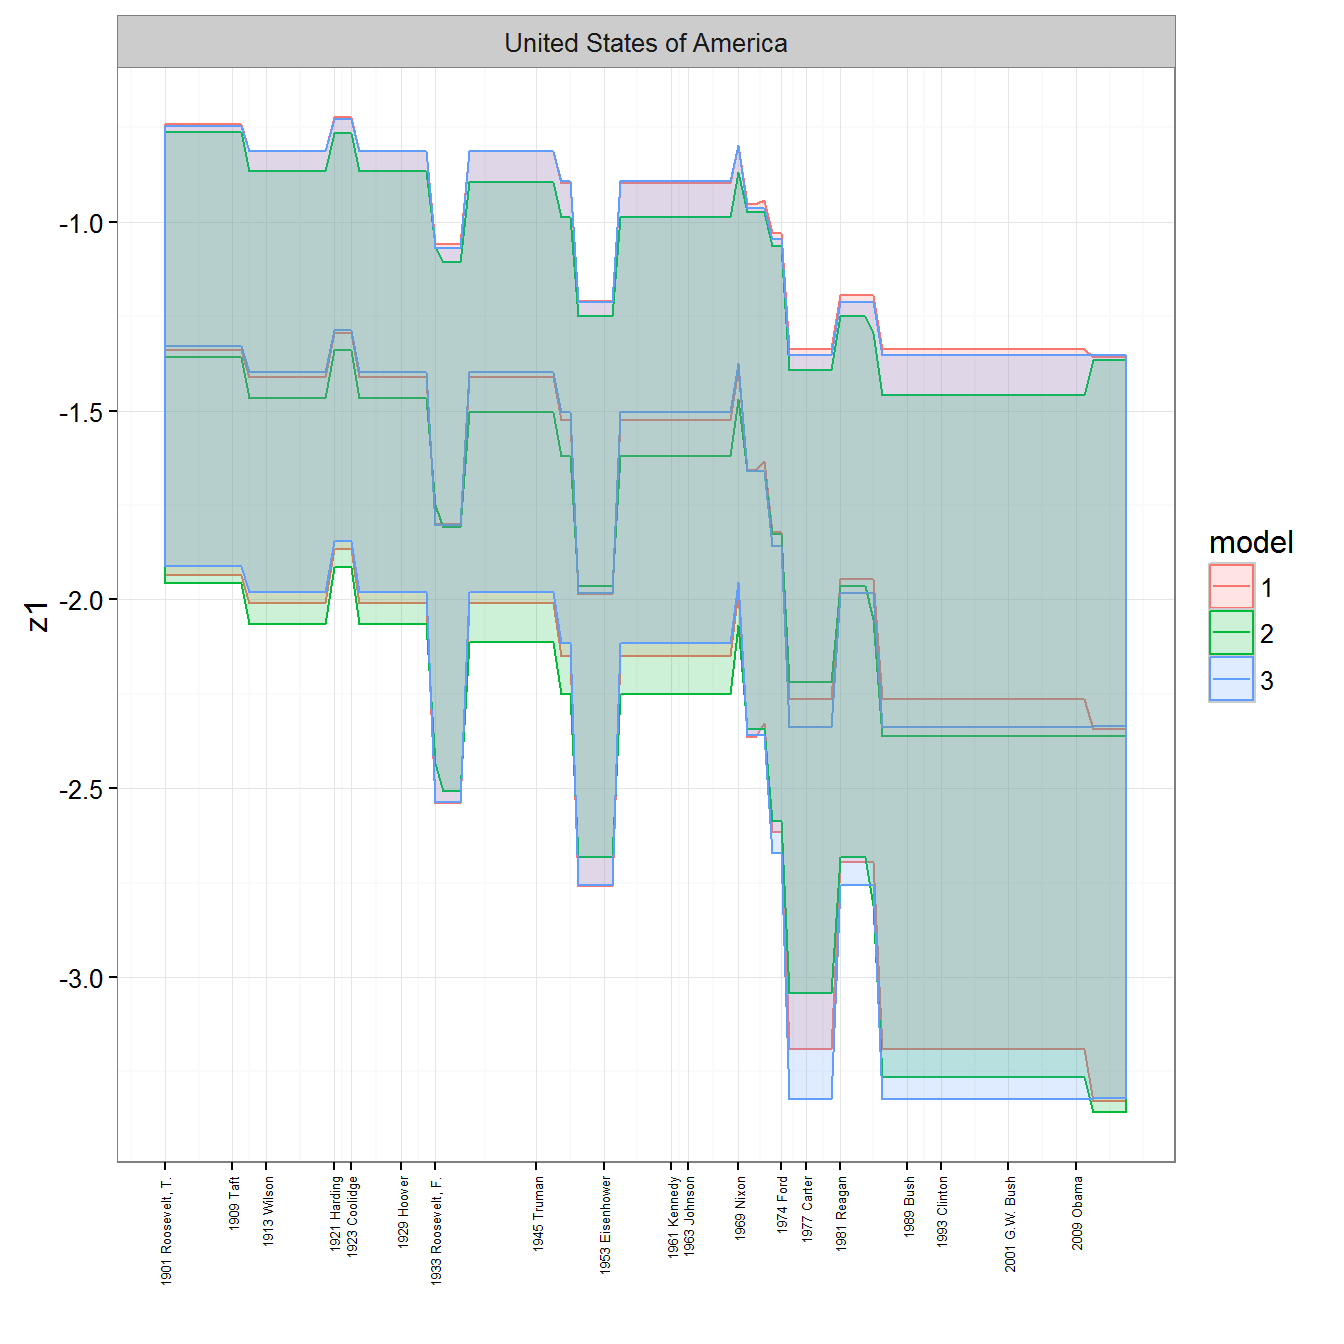 United States of America
z1
-1.0
-1.5
-2.0
-2.5
-3.0
1901 Roosevelt, T.
1909 Taft
1913 Wilson
1921 Harding
1923 Coolidge
1929 Hoover
1933 Roosevelt, F.
1945 Truman
1953 Eisenhower
1961 Kennedy
1963 Johnson
1969 Nixon
1974 Ford
1977 Carter
1981 Reagan
1989 Bush
1993 Clinton
2001 G.W. Bush
2009 Obama
model
1
2
3